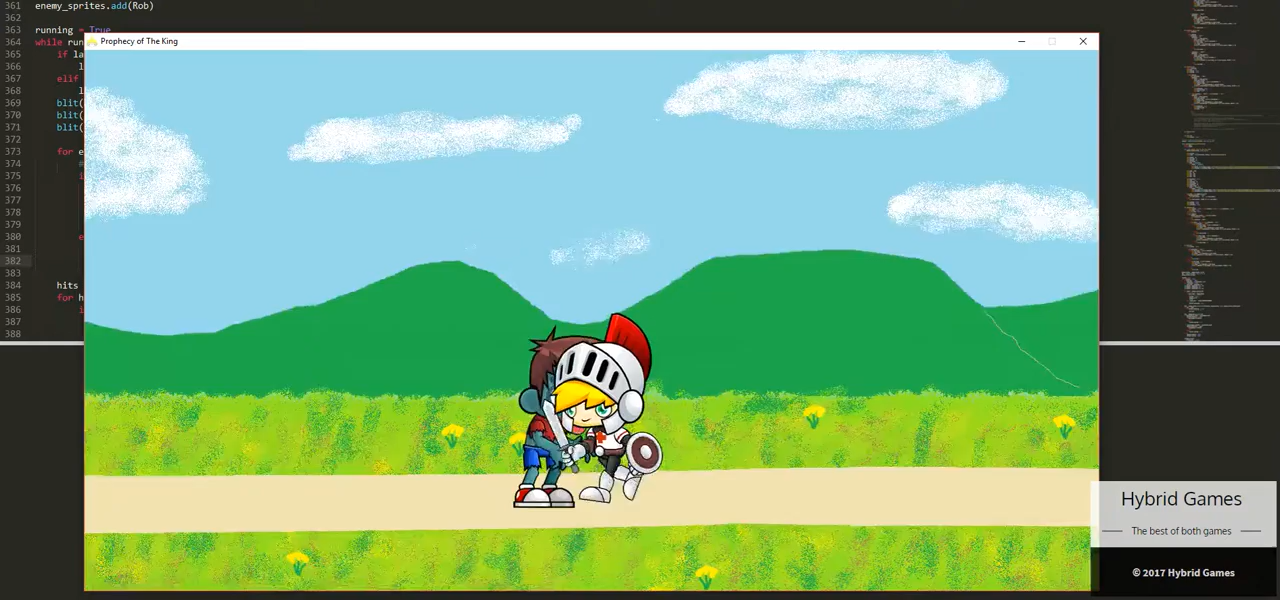 361 enemy_sprites.add(Rob)
362
363 running = True
364 while run
365 if la
366 l
367 elif
368 l
369 blit(
370 blit(
371 blit(
372
373 for e
374 #
375 i
376
377
378
379
380 e
381
382
383
384 hits
385 for h
386 i
387
388
Prophecy of The King
Hybrid Games
The best of both games
© 2017 Hybrid Games